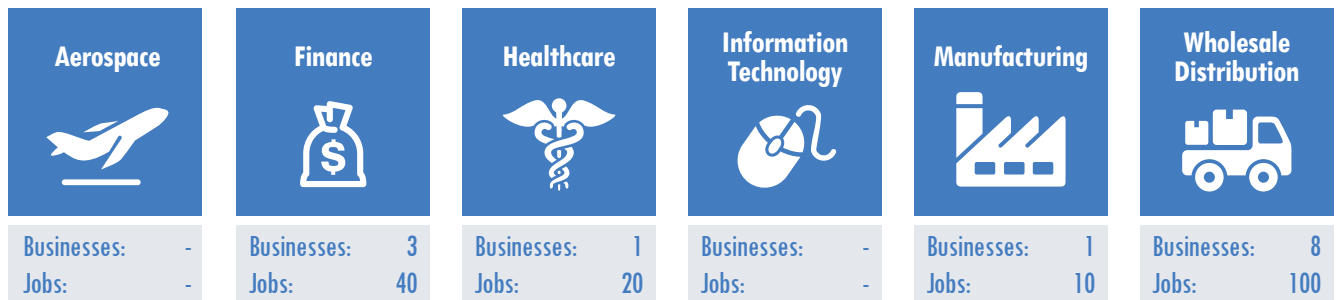 Aerospace
Businesses: -
Jobs: -
Finance
$
Businesses: 3
Jobs: 40
Healthcare
Businesses: 1
Jobs: 20
Information
Technology
Businesses: -
Jobs: -
Manufacturing
Businesses: 1
Jobs: 10
Wholesale
Distribution
Businesses: 8
Jobs: 100